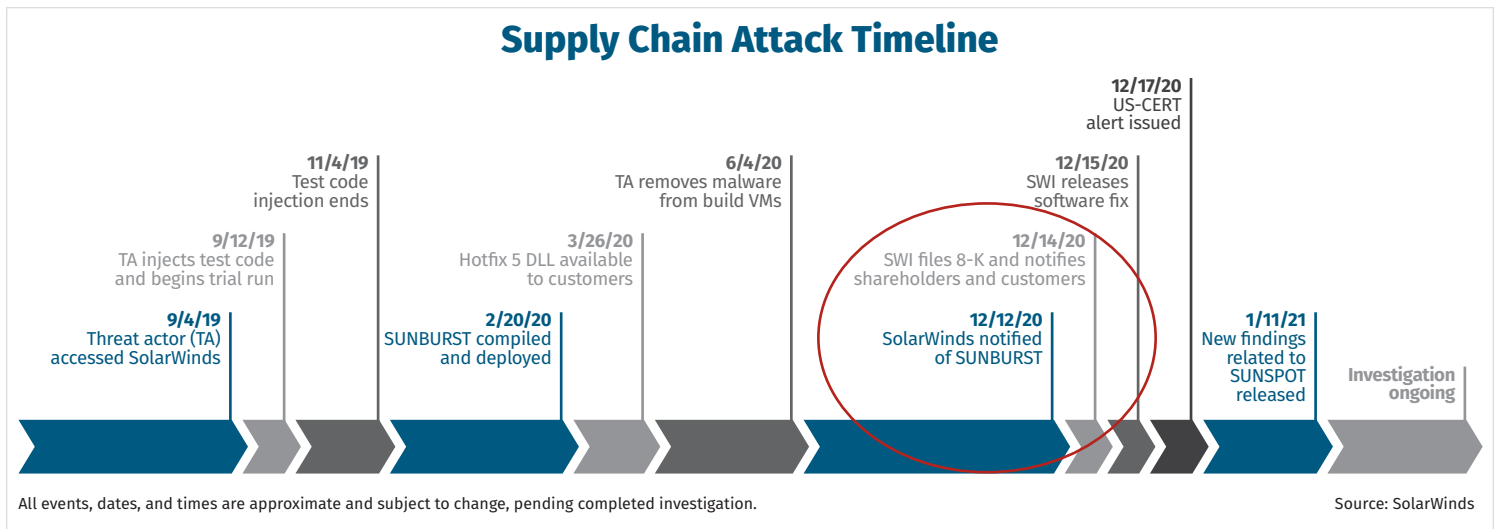 Supply Chain Attack Timeline
9/4/19
Threat actor (TA)
accessed SolarWinds
9/12/19
TA injects test code
and begins trial run
11/4/19
Test code
injection ends
2/20/20
SUNBURST compiled
and deployed
3/26/20
Hotfix 5 DLL available
to customers
6/4/20
TA removes malware
from build VMs
12/12/20
SolarWinds notified
of SUNBURST
12/14/20
SWI files 8-K and notifies
shareholders and customers
12/15/20
SWI releases
software fix
12/17/20
US-CERT
alert issued
1/11/21
New findings
related to
SUNSPOT
released
Investigation
ongoing
All events, dates, and times are approximate and subject to change, pending completed investigation.
Source: SolarWinds